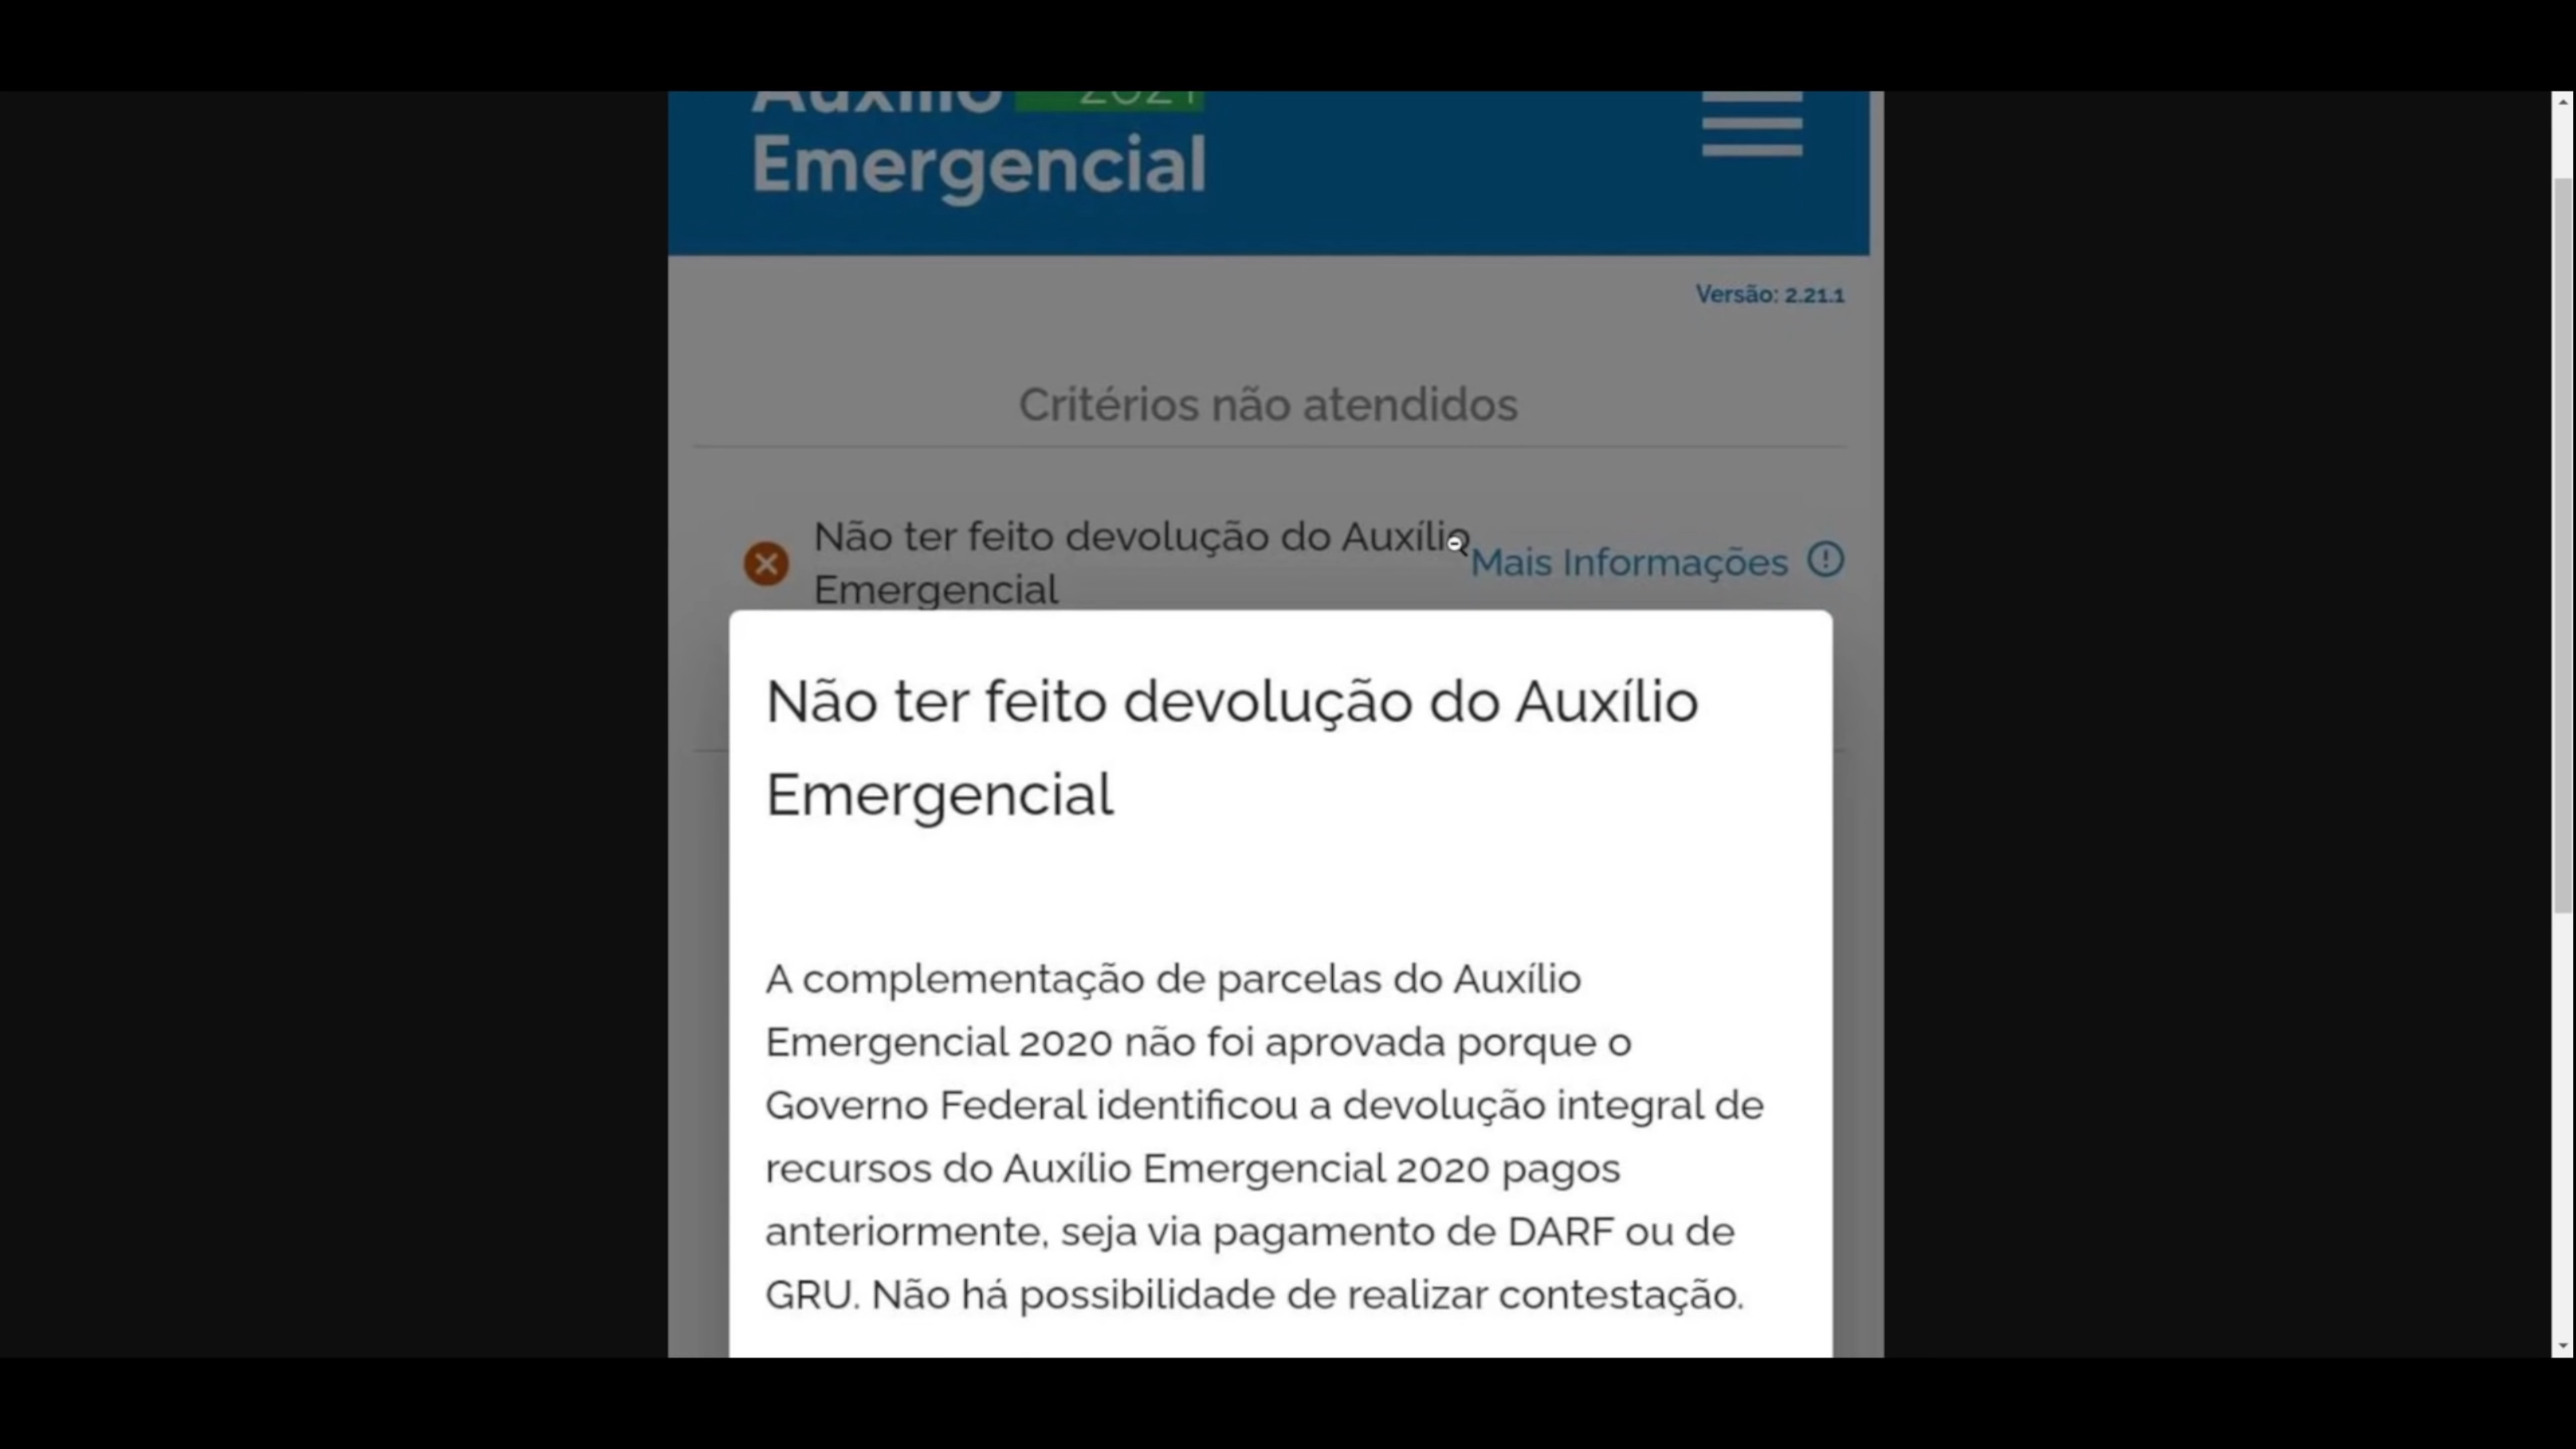 Auxílio 2021
Emergencial
Versão: 2.21.1
Critérios não atendidos
Não ter feito devolução do Auxílio
Emergencial
Mais Informações
Não ter feito devolução do Auxílio
Emergencial
A complementação de parcelas do Auxílio
Emergencial 2020 não foi aprovada porque o
Governo Federal identificou a devolução integral de
recursos do Auxílio Emergencial 2020 pagos
anteriormente, seja via pagamento de DARF ou de
GRU. Não há possibilidade de realizar contestação.